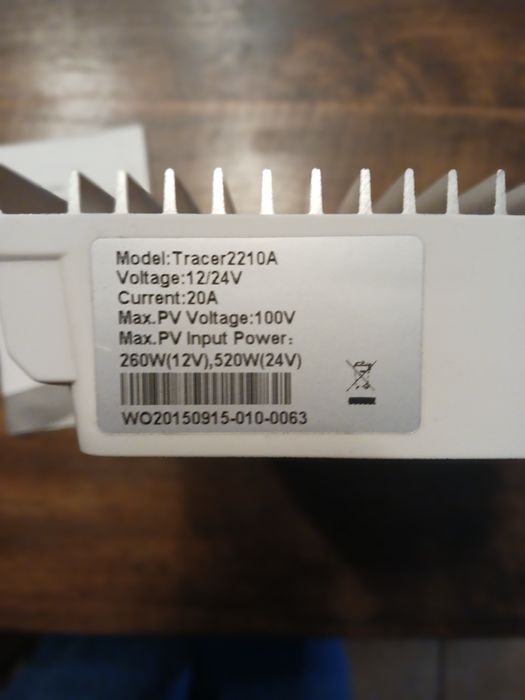 Model:Tracer2210A
Voltage:12/24V
Current:20A
Max.PV Voltage:100V
Max.PV Input Power:
260W(12V),520W(24V)
WO20150915-010-0063